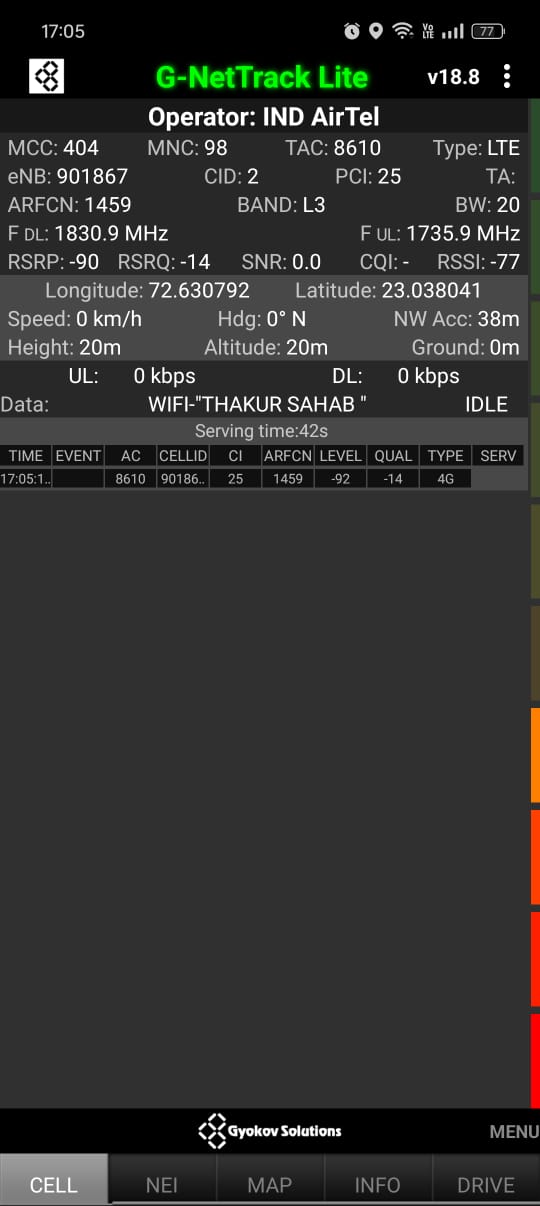 17:05 Vo LTE 77
G-NetTrack Lite v18.8
Operator: IND AirTel
MCC: 404 MNC: 98 TAC: 8610 Type: LTE
eNB: 901867 CID: 2 PCI: 25 TA:
ARFCN: 1459 BAND: L3 BW: 20
F DL: 1830.9 MHz F UL: 1735.9 MHz
RSRP: -90 RSRQ: -14 SNR: 0.0 CQI: - RSSI: -77
Longitude: 72.630792 Latitude: 23.038041
Speed: 0 km/h Hdg: 0° N NW Acc: 38m
Height: 20m Altitude: 20m Ground: 0m
UL: 0 kbps DL: 0 kbps
Data: WIFI-"THAKUR SAHAB " IDLE
Serving time:42s
TIME EVENT AC CELLID CI ARFCN LEVEL QUAL TYPE SERV
17:05:1.. 8610 90186.. 25 1459 -92 -14 4G
Gyokov Solutions MENU
CELL NEI MAP INFO DRIVE